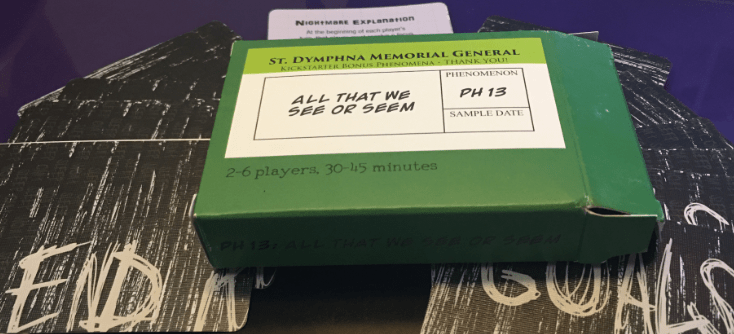 NIGHTMARE EXPLANATION
At the beginning of each player's
ST. DYMPHNA MEMORIAL GENERAL
KICKSTARTER BONUS PHENOMENA - THANK YOU!
ALL THAT WE
SEE OR SEEM
PHENOMENON
PH 13
SAMPLE DATE
2-6 players, 30-45 minutes
PH 13: ALL THAT WE SEE OR SEEM
END
GOALS